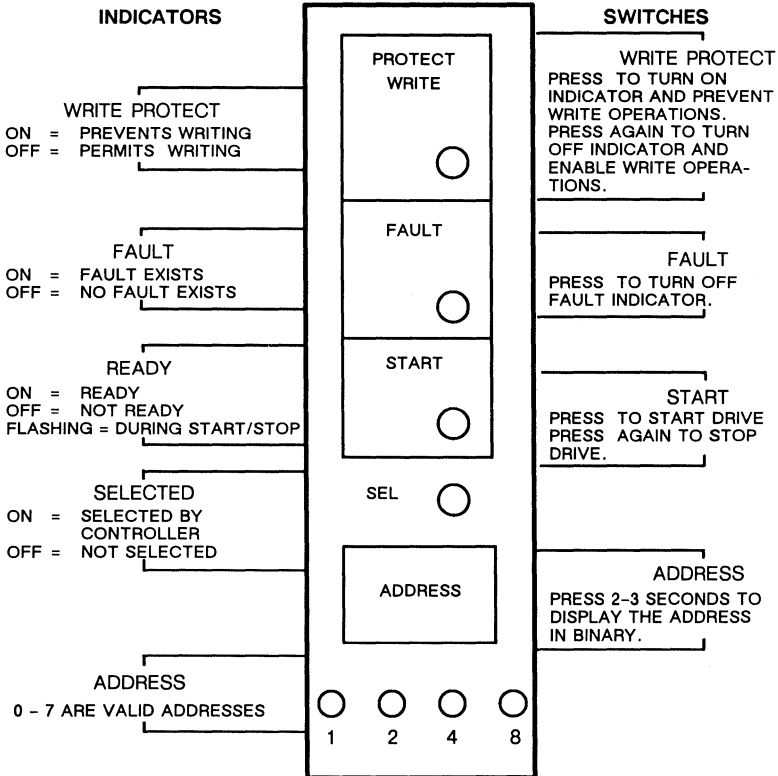 INDICATORS
WRITE PROTECT
ON = PREVENTS WRITING
OFF = PERMITS WRITING
FAULT
ON = FAULT EXISTS
OFF = NO FAULT EXISTS
READY
ON = READY
OFF = NOT READY
FLASHING = DURING START/STOP
SELECTED
ON = SELECTED BY
CONTROLLER
OFF = NOT SELECTED
ADDRESS
0 - 7 ARE VALID ADDRESSES
PROTECT
WRITE
FAULT
START
SEL
ADDRESS
1 2 4 8
SWITCHES
WRITE PROTECT
PRESS TO TURN ON
INDICATOR AND PREVENT
WRITE OPERATIONS.
PRESS AGAIN TO TURN
OFF INDICATOR AND
ENABLE WRITE OPERA-
TIONS.
FAULT
PRESS TO TURN OFF
FAULT INDICATOR.
START
PRESS TO START DRIVE
PRESS AGAIN TO STOP
DRIVE.
ADDRESS
PRESS 2-3 SECONDS TO
DISPLAY THE ADDRESS
IN BINARY.